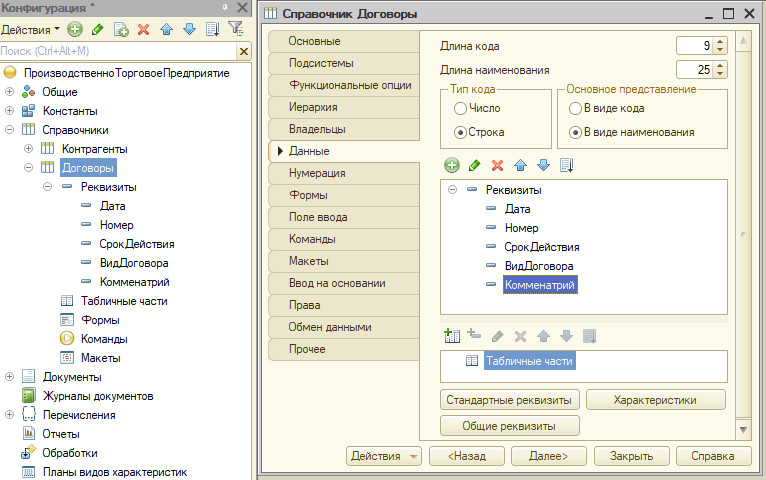 Конфигурация *
Действия
Поиск (Ctrl+Alt+M)
ПроизводственноТорговоеПредприятие
Общие
Константы
Справочники
Контрагенты
Договоры
Реквизиты
Дата
Номер
СрокДействия
ВидДоговора
Комменатрий
Табличные части
Формы
Команды
Макеты
Документы
Журналы документов
Перечисления
Отчеты
Обработки
Планы видов характеристик
Справочник Договоры
Основные
Подсистемы
Функциональные опции
Иерархия
Владельцы
Данные
Нумерация
Формы
Поле ввода
Команды
Макеты
Ввод на основании
Права
Обмен данными
Прочее
Длина кода 9
Длина наименования 25
Тип кода
Число
Строка
Основное представление
В виде кода
В виде наименования
Реквизиты
Дата
Номер
СрокДействия
ВидДоговора
Комменатрий
Табличные части
Стандартные реквизиты Характеристики
Общие реквизиты
Действия <Назад Далее> Закрыть Справка